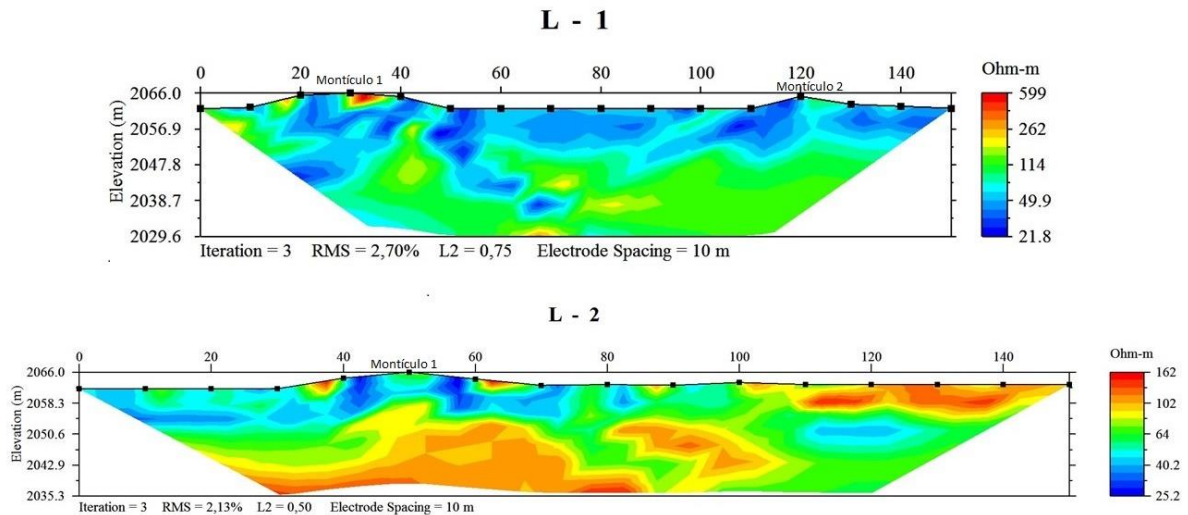 L - 1
0 20 40 60 80 100 120 140 Ohm-m
Montículo 1 Montículo 2
2066.0 599
2056.9 262
2047.8 114
2038.7 49.9
2029.6 21.8
Elevation (m)
Iteration = 3 RMS = 2,70% L2 = 0,75 Electrode Spacing = 10 m
L - 2
0 20 40 60 80 100 120 140 Ohm-m
Montículo 1
2066.0 162
2058.3 102
2050.6 64
2042.9 40.2
2035.3 25.2
Elevation (m)
Iteration = 3 RMS = 2,13% L2 = 0,50 Electrode Spacing = 10 m